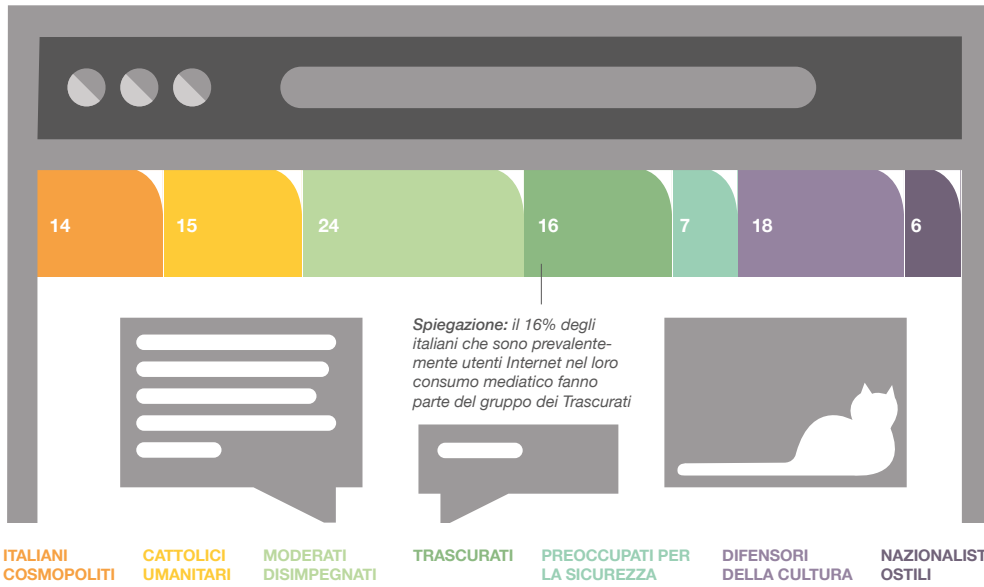 14 15 24 16 7 18 6
Spiegazione: il 16% degli
italiani che sono prevalente-
mente utenti Internet nel loro
consumo mediatico fanno
parte del gruppo dei Trascurati
ITALIANI
COSMOPOLITI
CATTOLICI
UMANITARI
MODERATI
DISIMPEGNATI
TRASCURATI
PREOCCUPATI PER
LA SICUREZZA
DIFENSORI
DELLA CULTURA
NAZIONALIST
OSTILI